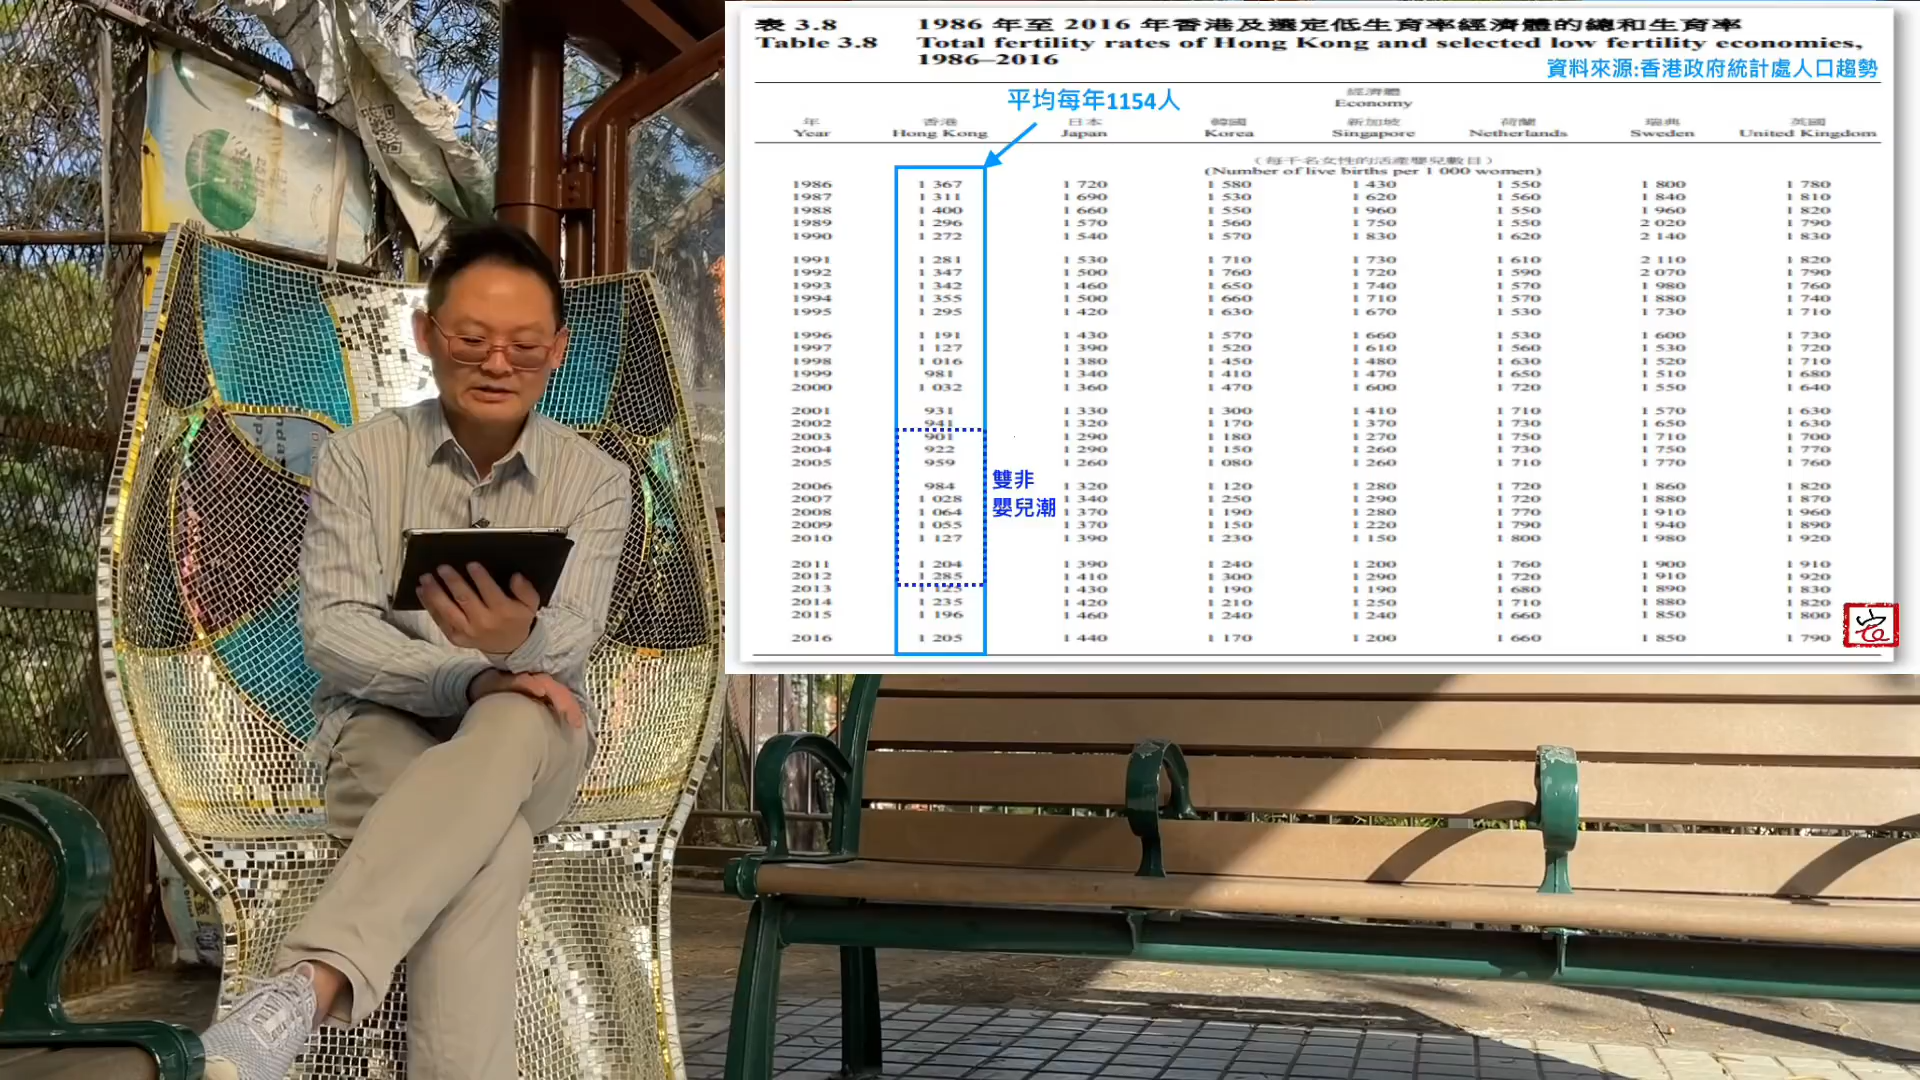 表 3.8 1986 年至 2016 年香港及選定低生育率經濟體的總和生育率
Table 3.8 Total fertility rates of Hong Kong and selected low fertility economies,
1986–2016
資料來源:香港政府統計處人口趨勢
平均每年1154人
經濟體
Economy
年 香港 日本 韓國 新加坡 荷蘭 瑞典 英國
Year Hong Kong Japan Korea Singapore Netherlands Sweden United Kingdom
(每千名女性的活產嬰兒數目)
(Number of live births per 1 000 women)
1986 1 367 1 720 1 580 1 430 1 550 1 800 1 780
1987 1 311 1 690 1 530 1 620 1 560 1 840 1 810
1988 1 400 1 660 1 550 1 960 1 550 1 960 1 820
1989 1 296 1 570 1 560 1 750 1 550 2 020 1 790
1990 1 272 1 540 1 570 1 830 1 620 2 140 1 830
1991 1 281 1 530 1 710 1 730 1 610 2 110 1 820
1992 1 347 1 500 1 760 1 720 1 590 2 070 1 790
1993 1 342 1 460 1 650 1 740 1 570 1 980 1 760
1994 1 355 1 500 1 660 1 710 1 570 1 880 1 740
1995 1 295 1 420 1 630 1 670 1 530 1 730 1 710
1996 1 191 1 430 1 570 1 660 1 530 1 600 1 730
1997 1 127 1 390 1 520 1 610 1 560 1 530 1 720
1998 1 016 1 380 1 450 1 480 1 630 1 520 1 710
1999 981 1 340 1 410 1 470 1 650 1 510 1 680
2000 1 032 1 360 1 470 1 600 1 720 1 550 1 640
2001 931 1 330 1 300 1 410 1 710 1 570 1 630
2002 941 1 320 1 170 1 370 1 730 1 650 1 630
2003 901 1 290 1 180 1 270 1 750 1 710 1 700
2004 922 1 290 1 150 1 260 1 730 1 750 1 770
2005 959 1 260 1 080 1 260 1 710 1 770 1 760
2006 984 1 320 1 120 1 280 1 720 1 860 1 820
2007 1 028 1 340 1 250 1 290 1 720 1 880 1 870
2008 1 064 1 370 1 190 1 280 1 770 1 910 1 960
2009 1 055 1 370 1 150 1 220 1 790 1 940 1 890
2010 1 127 1 390 1 230 1 150 1 800 1 980 1 920
2011 1 204 1 390 1 240 1 200 1 760 1 900 1 910
2012 1 285 1 410 1 300 1 290 1 720 1 910 1 920
2013 1 125 1 430 1 190 1 190 1 680 1 890 1 830
2014 1 235 1 420 1 210 1 250 1 710 1 880 1 820
2015 1 196 1 460 1 240 1 240 1 660 1 850 1 800
2016 1 205 1 440 1 170 1 200 1 660 1 850 1 790
雙非
嬰兒潮